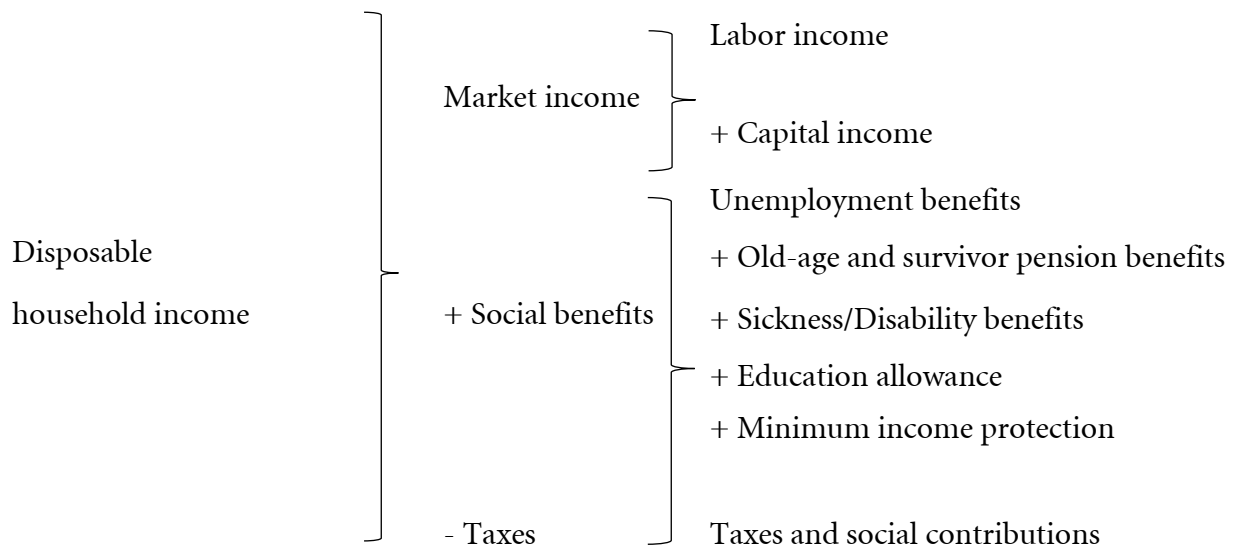 Disposable
household income
Market income
+ Social benefits
- Taxes
Labor income
+ Capital income
Unemployment benefits
+ Old-age and survivor pension benefits
+ Sickness/Disability benefits
+ Education allowance
+ Minimum income protection
Taxes and social contributions